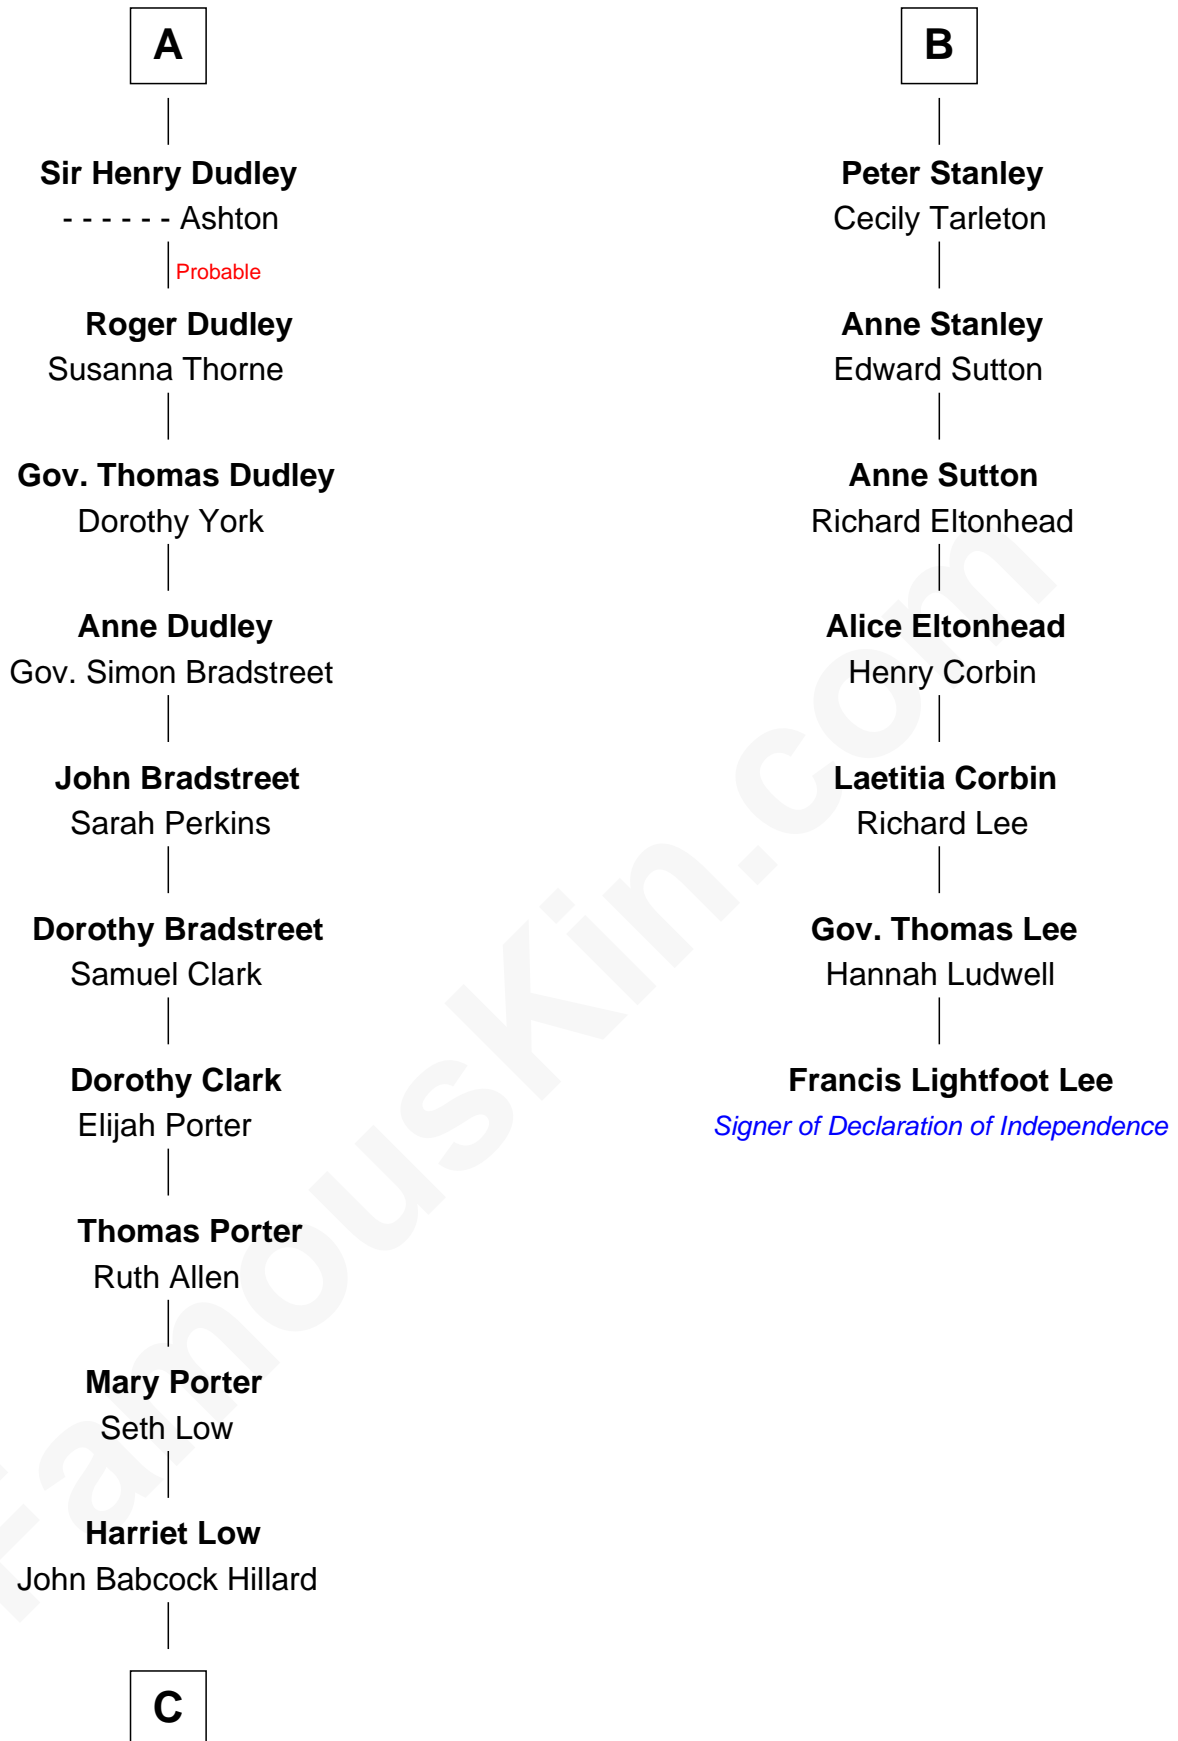 A
Sir Henry Dudley
- - - - - - Ashton
Probable
Roger Dudley
Susanna Thorne
Gov. Thomas Dudley
Dorothy York
Anne Dudley
Gov. Simon Bradstreet
John Bradstreet
Sarah Perkins
Dorothy Bradstreet
Samuel Clark
Dorothy Clark
Elijah Porter
Thomas Porter
Ruth Allen
Mary Porter
Seth Low
Harriet Low
John Babcock Hillard
C
B
Peter Stanley
Cecily Tarleton
Anne Stanley
Edward Sutton
Anne Sutton
Richard Eltonhead
Alice Eltonhead
Henry Corbin
Laetitia Corbin
Richard Lee
Gov. Thomas Lee
Hannah Ludwell
Francis Lightfoot Lee
Signer of Declaration of Independence
FamousKin.com